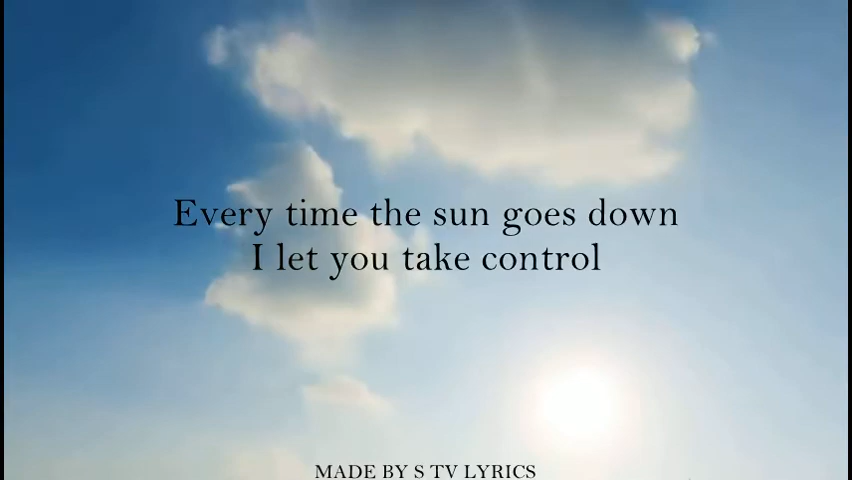 Every time the sun goes down
I let you take control
MADE BY S TV LYRICS